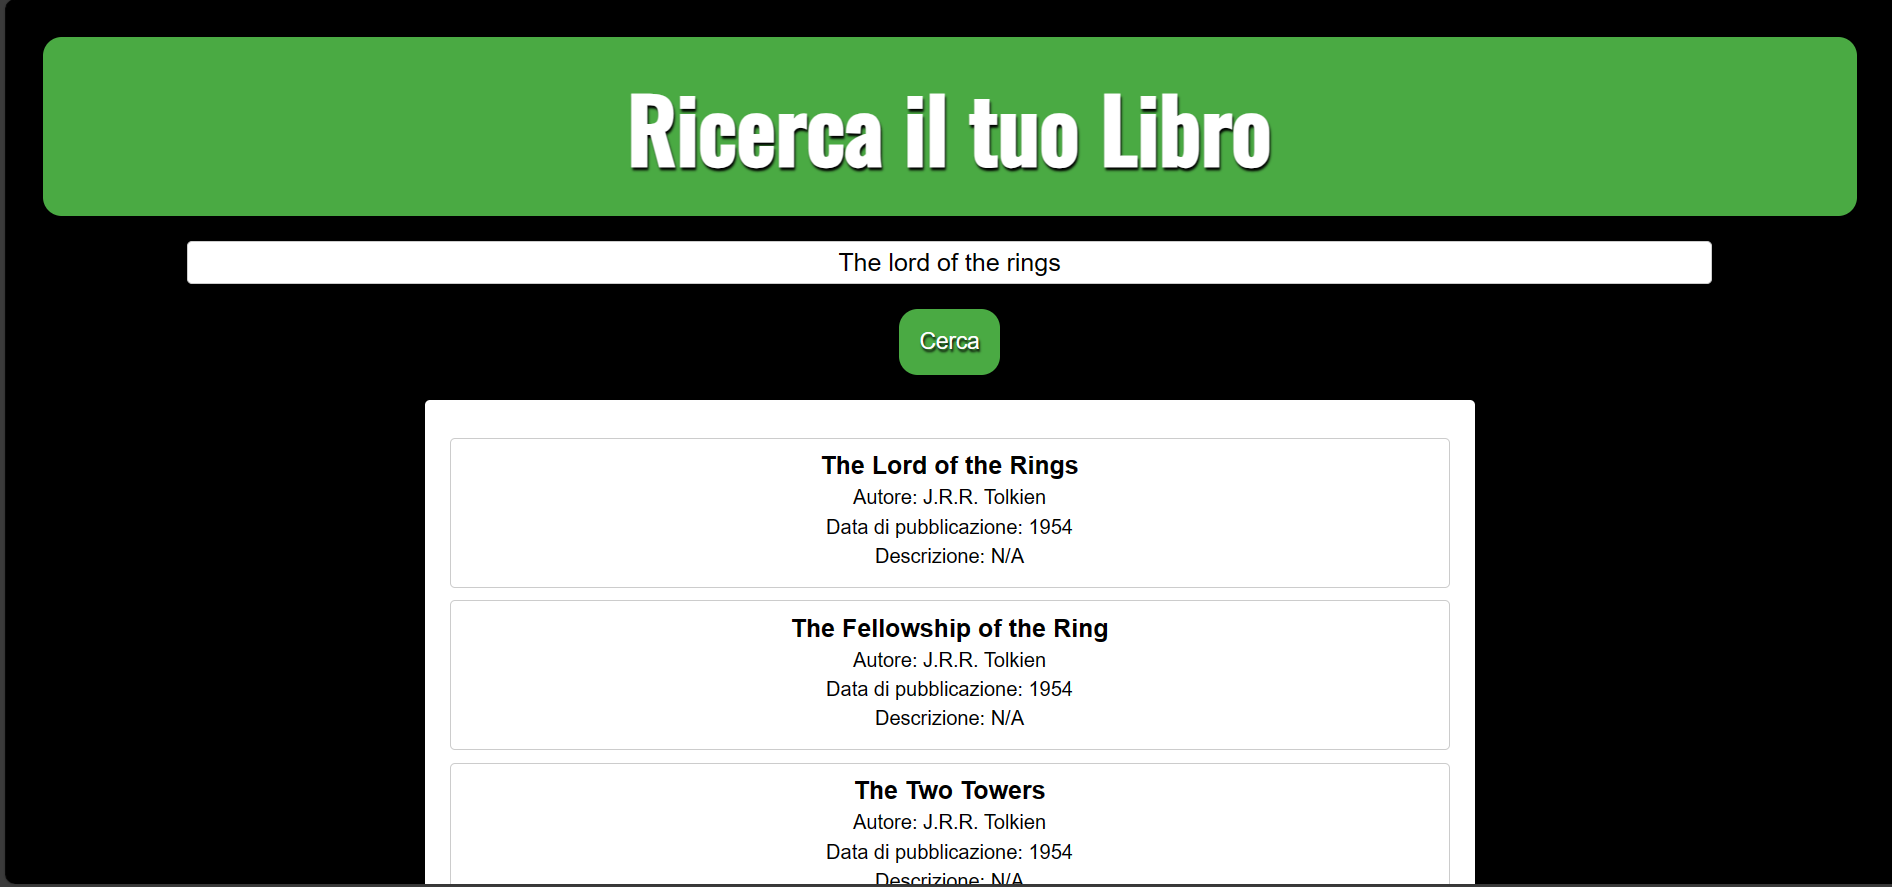 Ricerca il tuo Libro
The lord of the rings
Cerca
The Lord of the Rings
Autore: J.R.R. Tolkien
Data di pubblicazione: 1954
Descrizione: N/A
The Fellowship of the Ring
Autore: J.R.R. Tolkien
Data di pubblicazione: 1954
Descrizione: N/A
The Two Towers
Autore: J.R.R. Tolkien
Data di pubblicazione: 1954
Descrizione: N/A